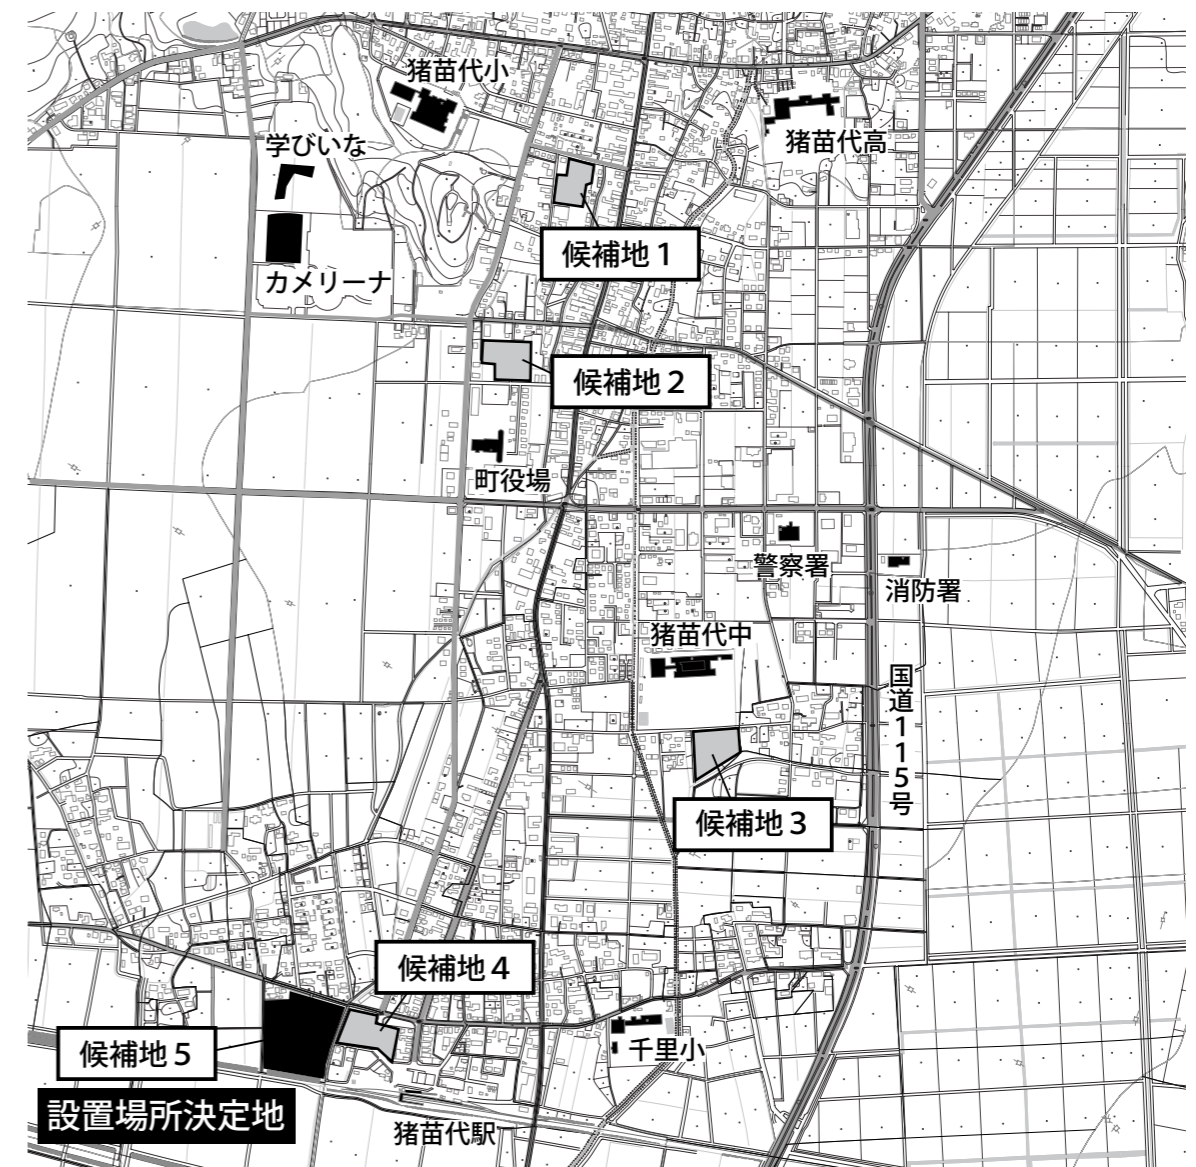 猪苗代小
学びいな
猪苗代高
候補地1
カメリーナ
候補地2
町役場
警察署
消防署
猪苗代中
国道115号
候補地3
候補地4
候補地5
千里小
設置場所決定地
猪苗代駅